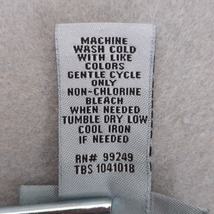 MACHINE
WASH COLD
WITH LIKE
COLORS
GENTLE CYCLE
ONLY
NON-CHLORINE
BLEACH
WHEN NEEDED
TUMBLE DRY LOW
COOL IRON
IF NEEDED
RN# 99249
TBS 1041018